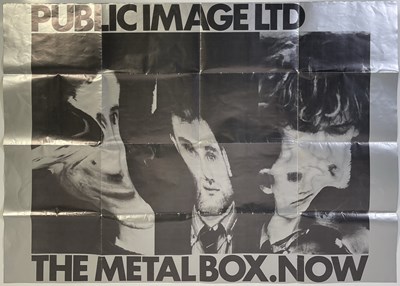 PUBLIC IMAGE LTD
THE METAL BOX.NOW